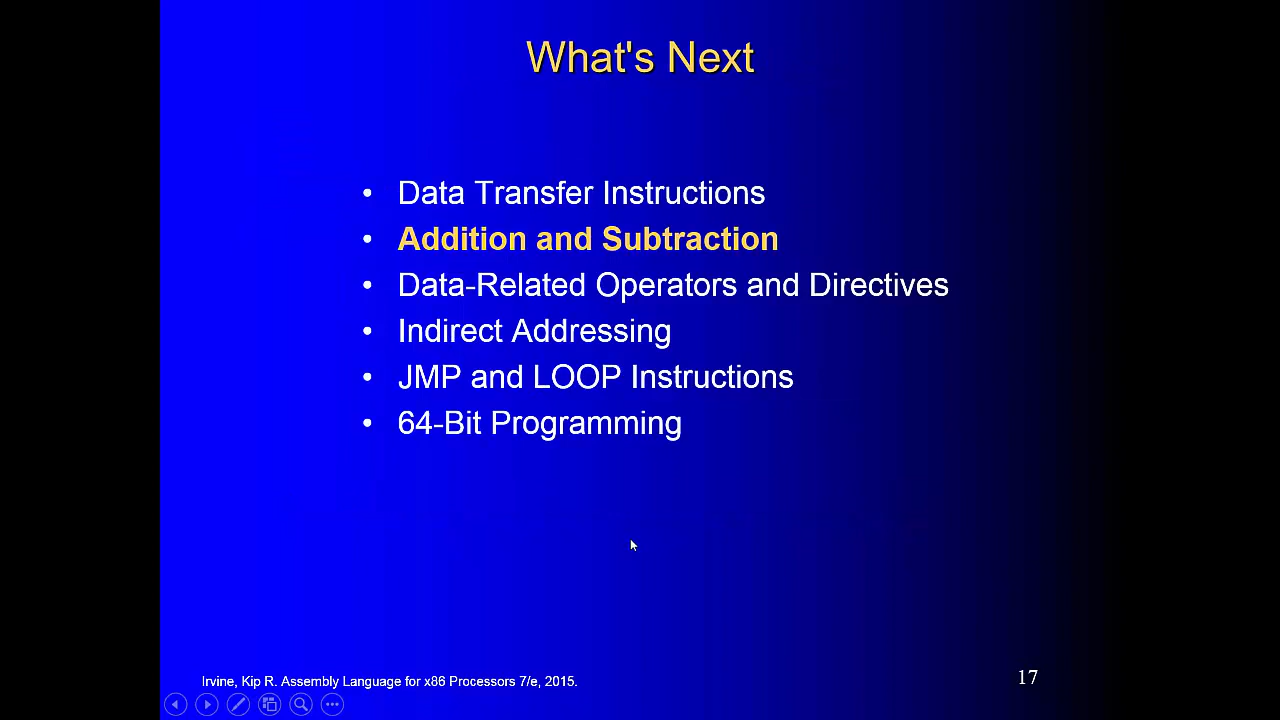 What's Next
• Data Transfer Instructions
• Addition and Subtraction
• Data-Related Operators and Directives
• Indirect Addressing
• JMP and LOOP Instructions
• 64-Bit Programming
Irvine, Kip R. Assembly Language for x86 Processors 7/e, 2015.
17